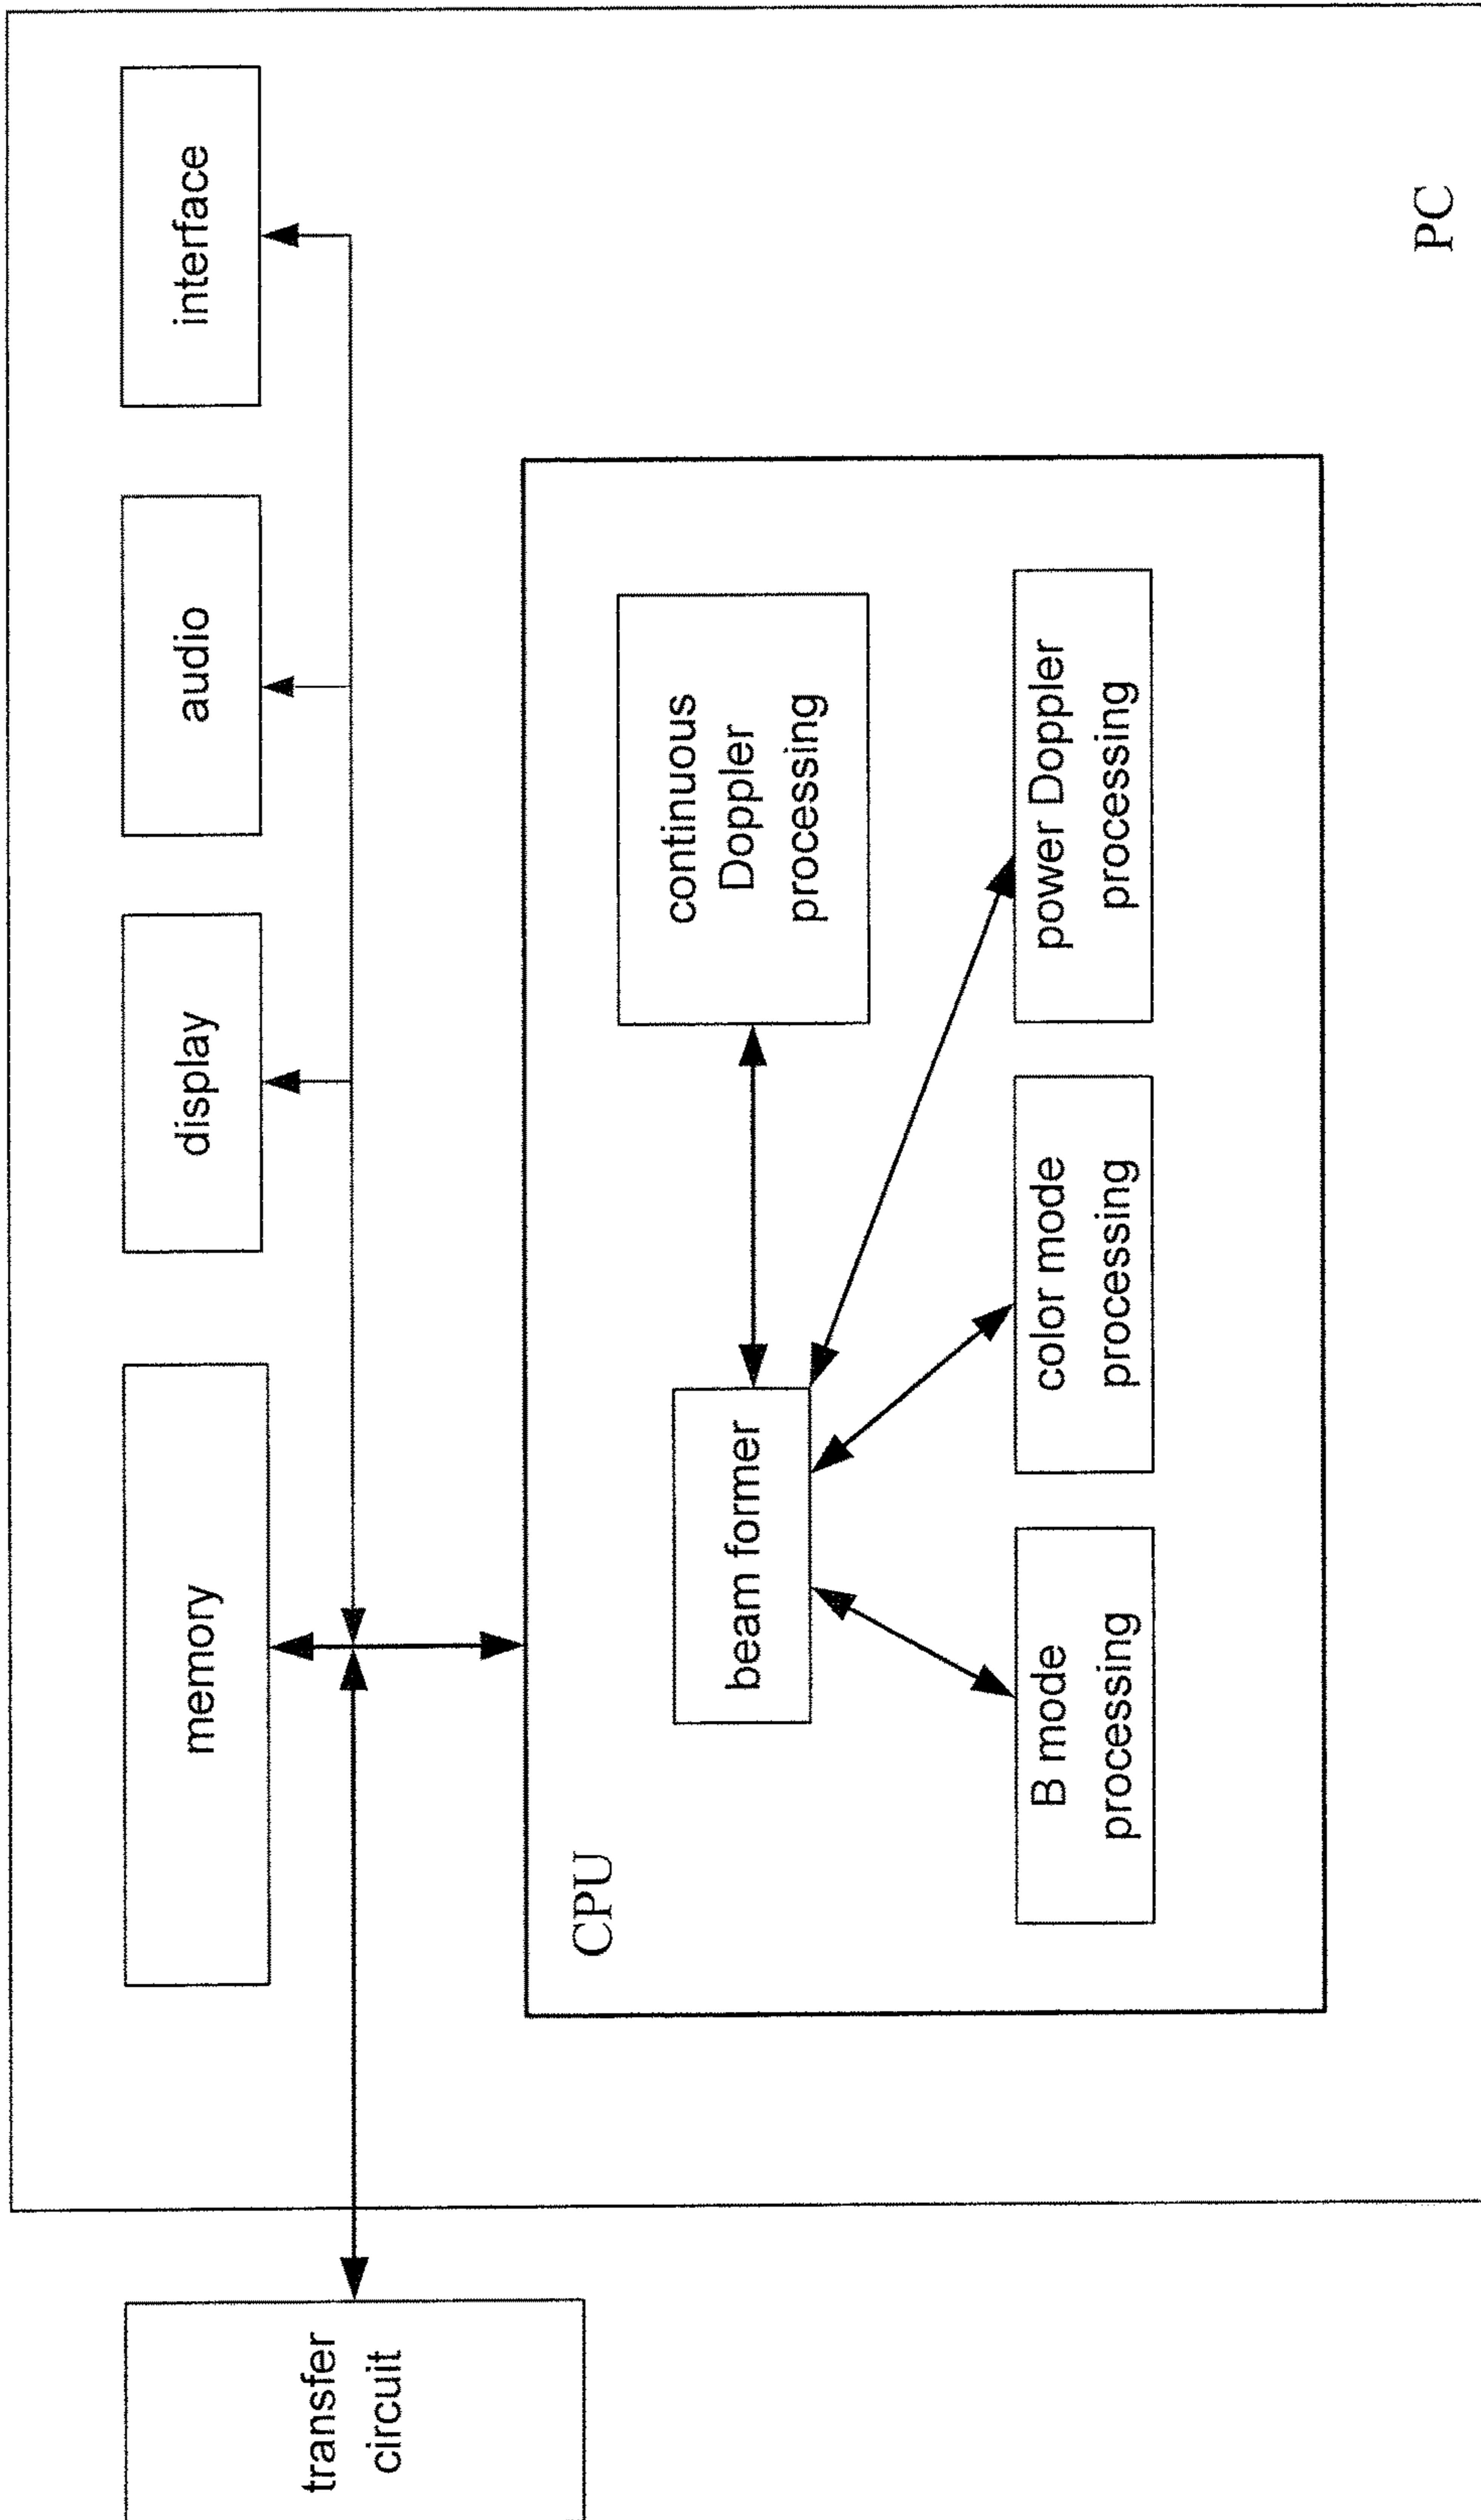 transfer
circuit
memory
display
audio
interface
CPU
beam former
continuous
Doppler
processing
B mode
processing
color mode
processing
power Doppler
processing
PC